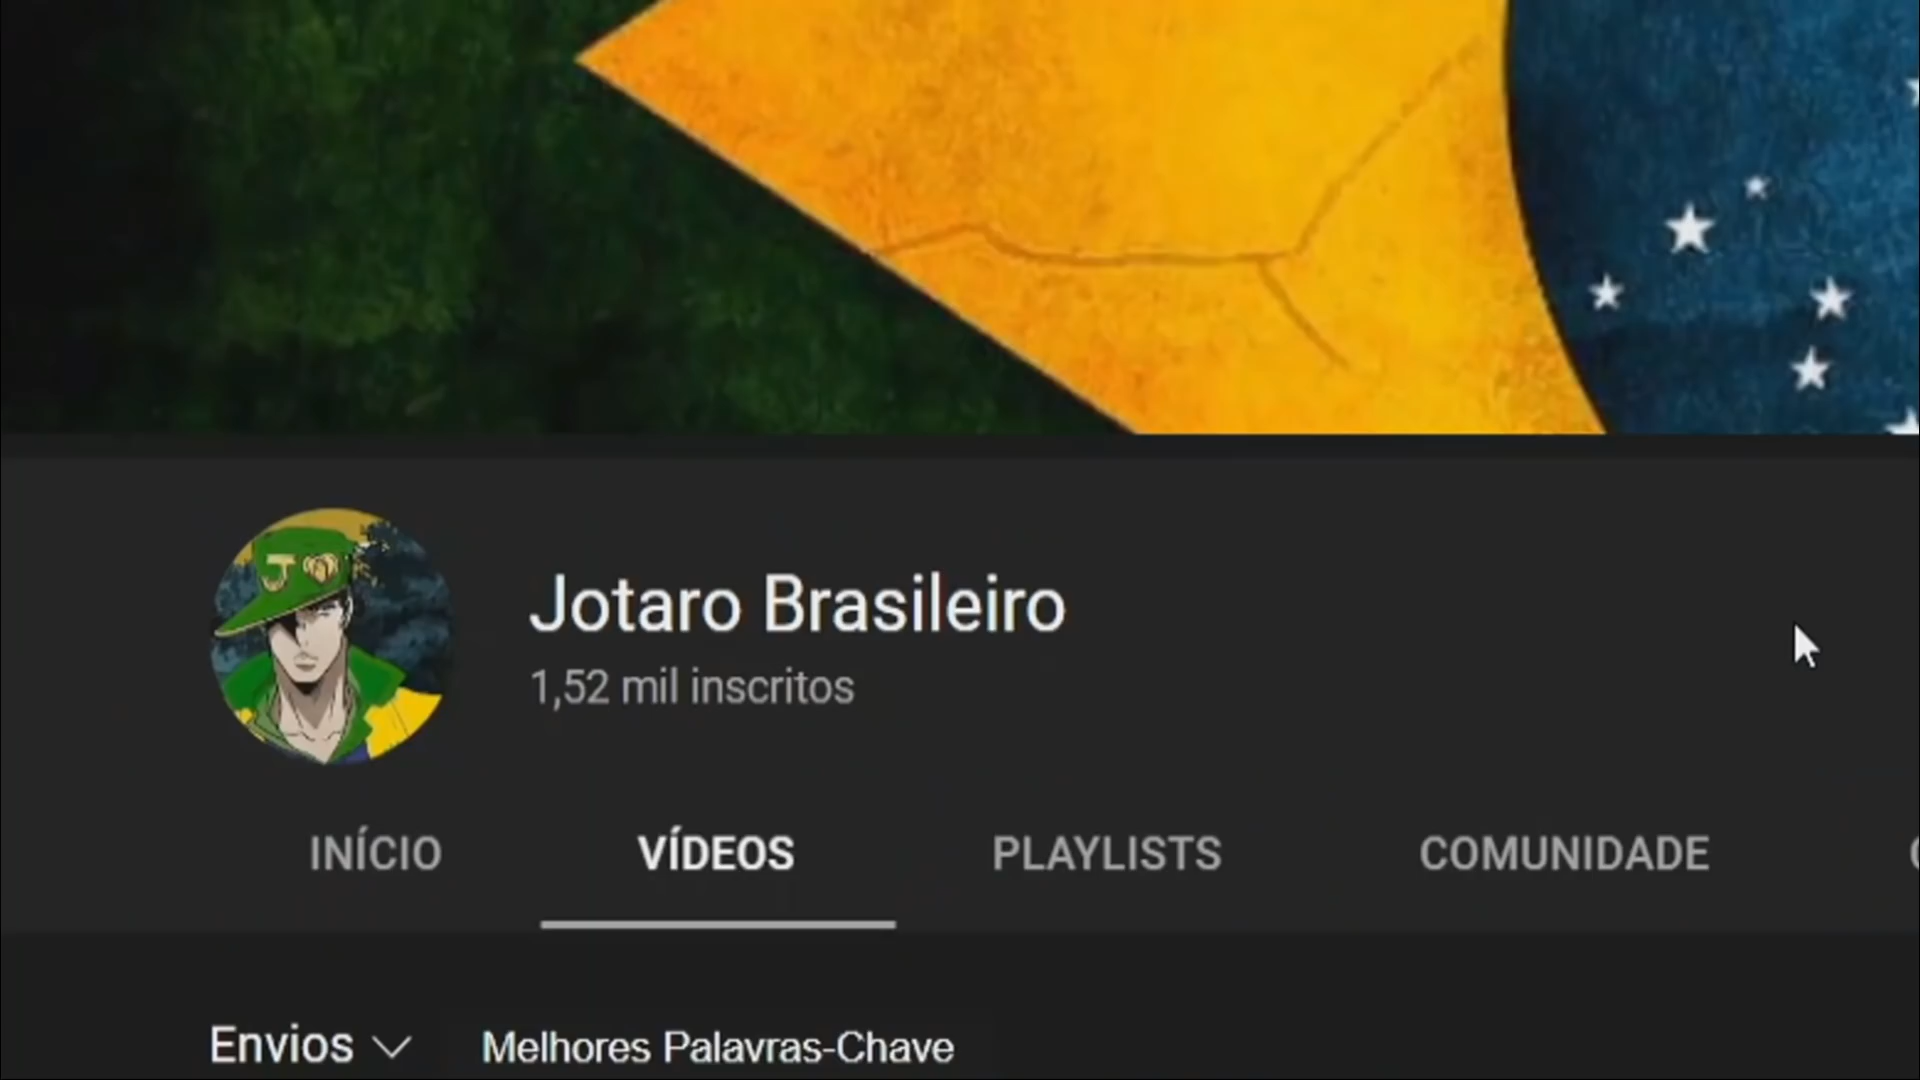 J
Jotaro Brasileiro
1,52 mil inscritos
INÍCIO VÍDEOS PLAYLISTS COMUNIDADE
Envios Melhores Palavras-Chave